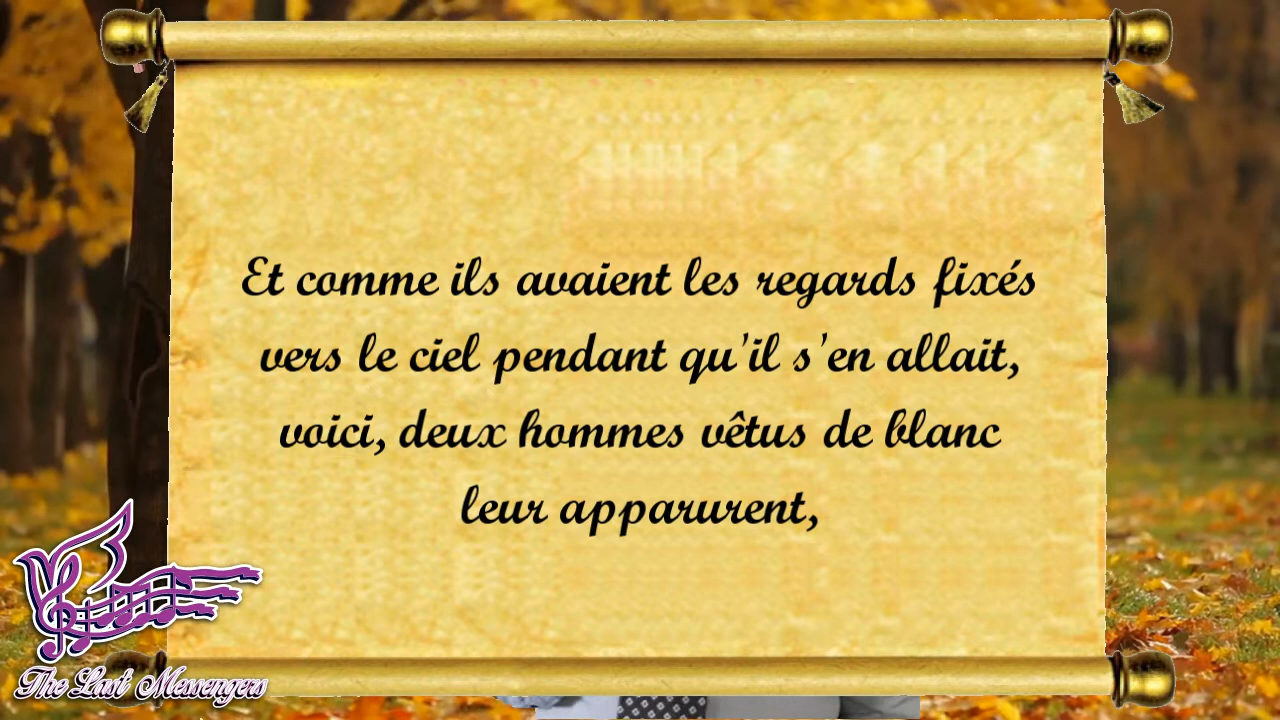 Et comme ils avaient les regards fixés
vers le ciel pendant qu'il s'en allait,
voici, deux hommes vêtus de blanc
leur apparurent,
The Last Messengers